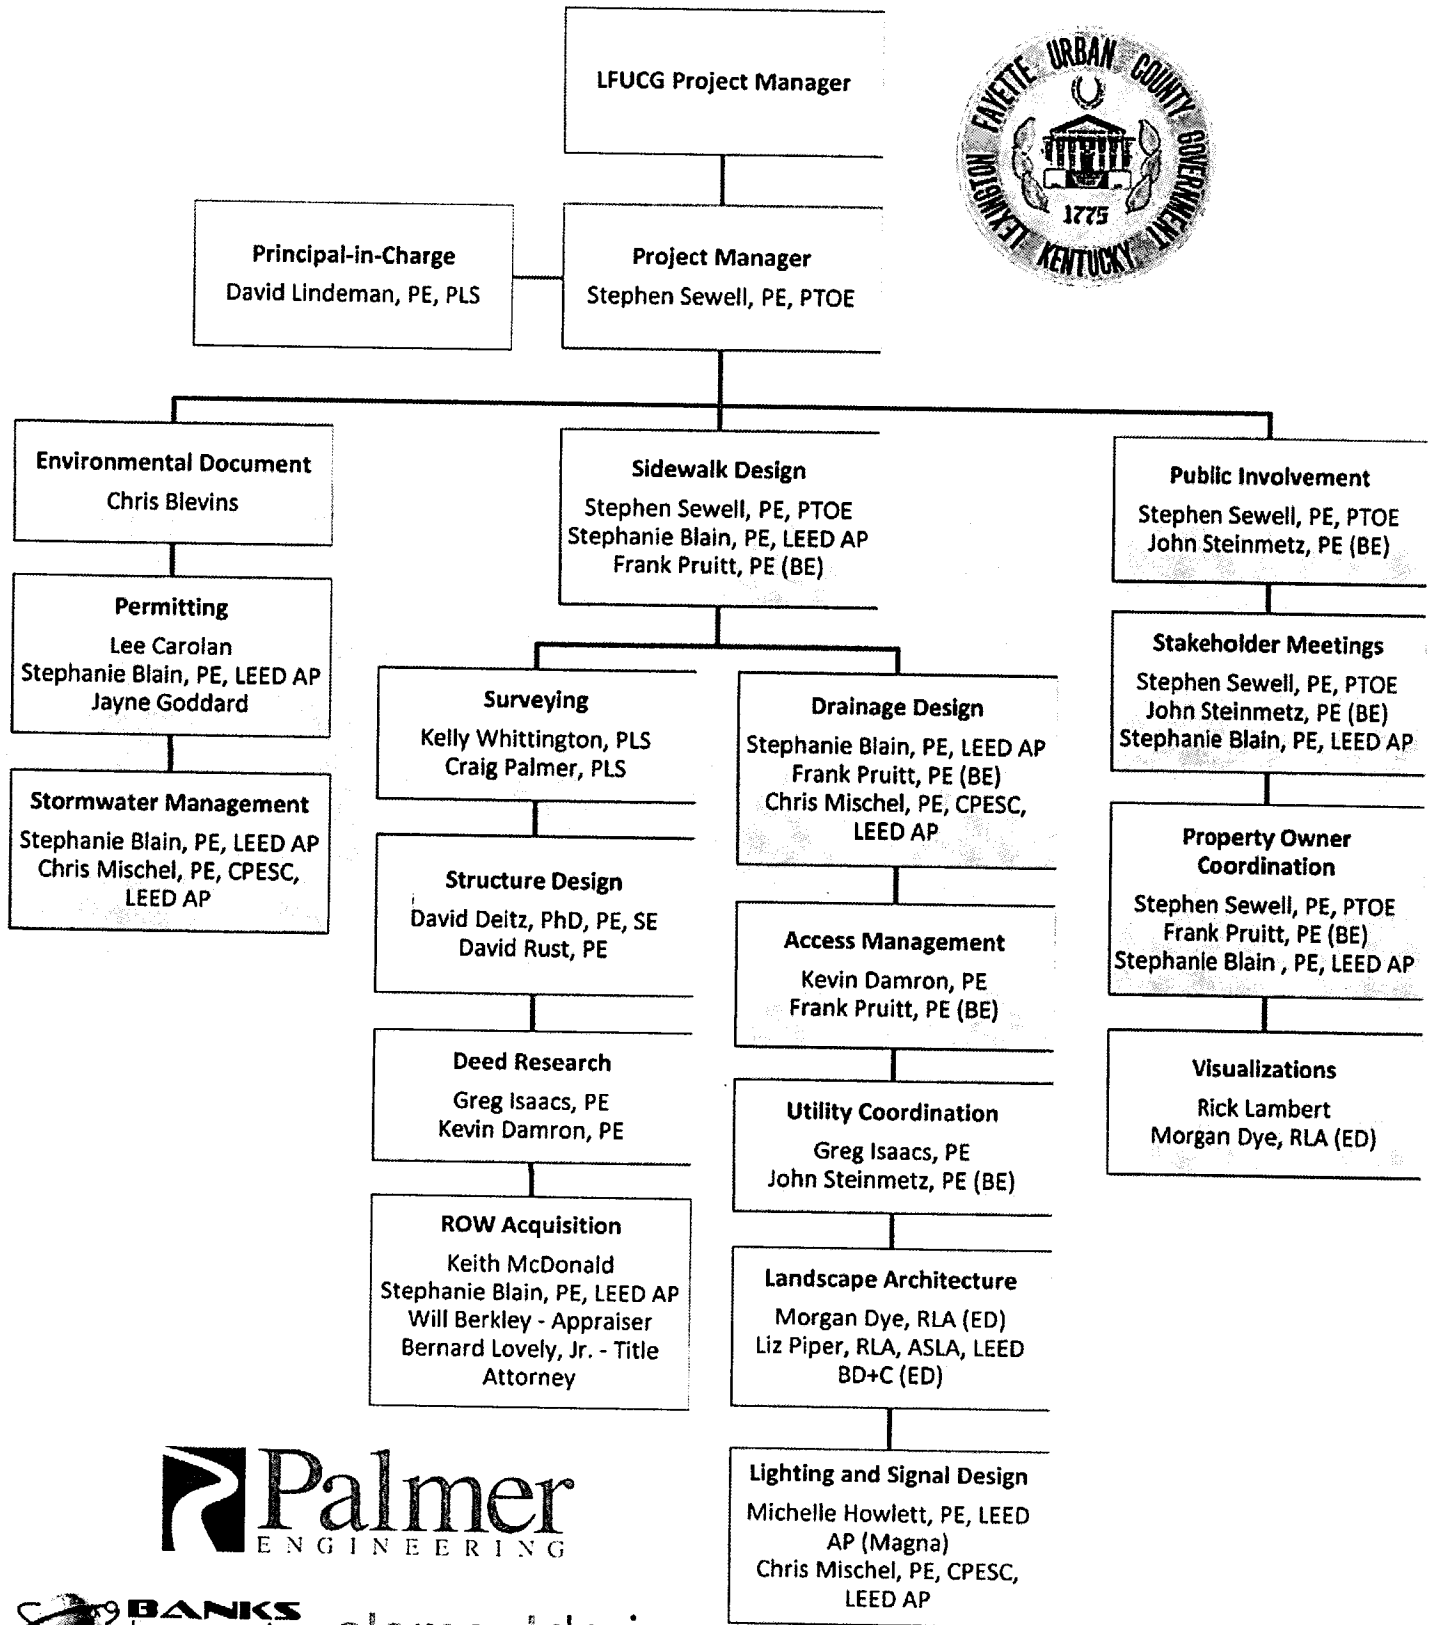 LFUCG Project Manager
LEXINGTON FAYETTE URBAN COUNTY GOVERNMENT
1775
KENTUCKY
Principal-in-Charge
David Lindeman, PE, PLS
Project Manager
Stephen Sewell, PE, PTOE
Environmental Document
Chris Blevins
Permitting
Lee Carolan
Stephanie Blain, PE, LEED AP
Jayne Goddard
Stormwater Management
Stephanie Blain, PE, LEED AP
Chris Mischel, PE, CPESC,
LEED AP
Sidewalk Design
Stephen Sewell, PE, PTOE
Stephanie Blain, PE, LEED AP
Frank Pruitt, PE (BE)
Surveying
Kelly Whittington, PLS
Craig Palmer, PLS
Structure Design
David Deitz, PhD, PE, SE
David Rust, PE
Deed Research
Greg Isaacs, PE
Kevin Damron, PE
ROW Acquisition
Keith McDonald
Stephanie Blain, PE, LEED AP
Will Berkley - Appraiser
Bernard Lovely, Jr. - Title
Attorney
Drainage Design
Stephanie Blain, PE, LEED AP
Frank Pruitt, PE (BE)
Chris Mischel, PE, CPESC,
LEED AP
Access Management
Kevin Damron, PE
Frank Pruitt, PE (BE)
Utility Coordination
Greg Isaacs, PE
John Steinmetz, PE (BE)
Landscape Architecture
Morgan Dye, RLA (ED)
Liz Piper, RLA, ASLA, LEED
BD+C (ED)
Lighting and Signal Design
Michelle Howlett, PE, LEED
AP (Magna)
Chris Mischel, PE, CPESC,
LEED AP
Public Involvement
Stephen Sewell, PE, PTOE
John Steinmetz, PE (BE)
Stakeholder Meetings
Stephen Sewell, PE, PTOE
John Steinmetz, PE (BE)
Stephanie Blain, PE, LEED AP
Property Owner
Coordination
Stephen Sewell, PE, PTOE
Frank Pruitt, PE (BE)
Stephanie Blain , PE, LEED AP
Visualizations
Rick Lambert
Morgan Dye, RLA (ED)
Palmer
ENGINEERING
BANKS